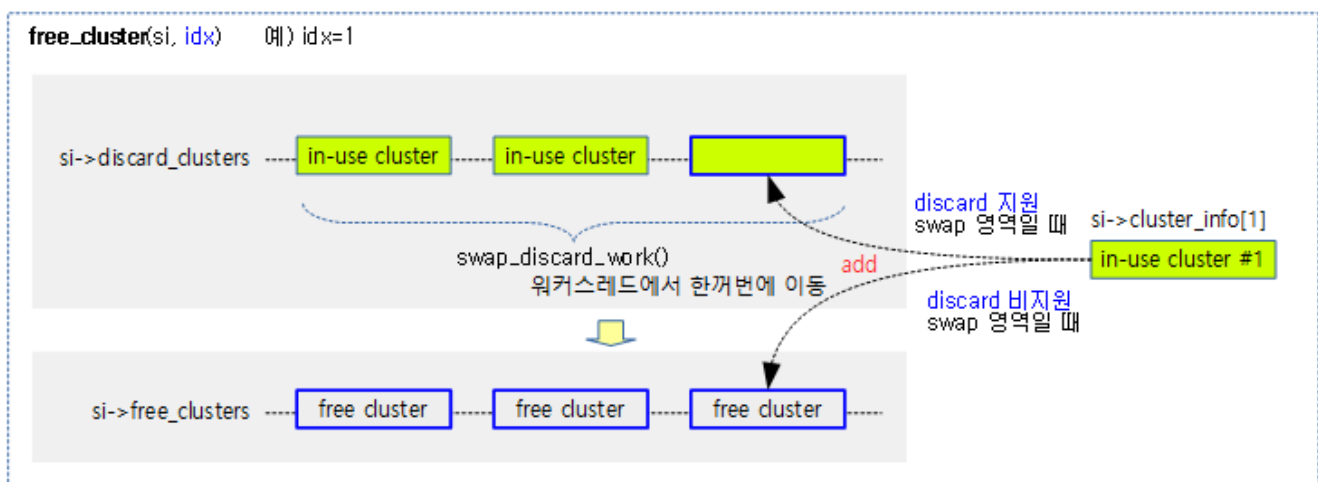 free_cluster(si, idx) 예) idx=1
si->discard_clusters
in-use cluster
in-use cluster
discard 지원
swap 영역일 때
si->cluster_info[1]
in-use cluster #1
add
swap_discard_work()
워커스레드에서 한꺼번에 이동
discard 비지원
swap 영역일 때
si->free_clusters
free cluster
free cluster
free cluster